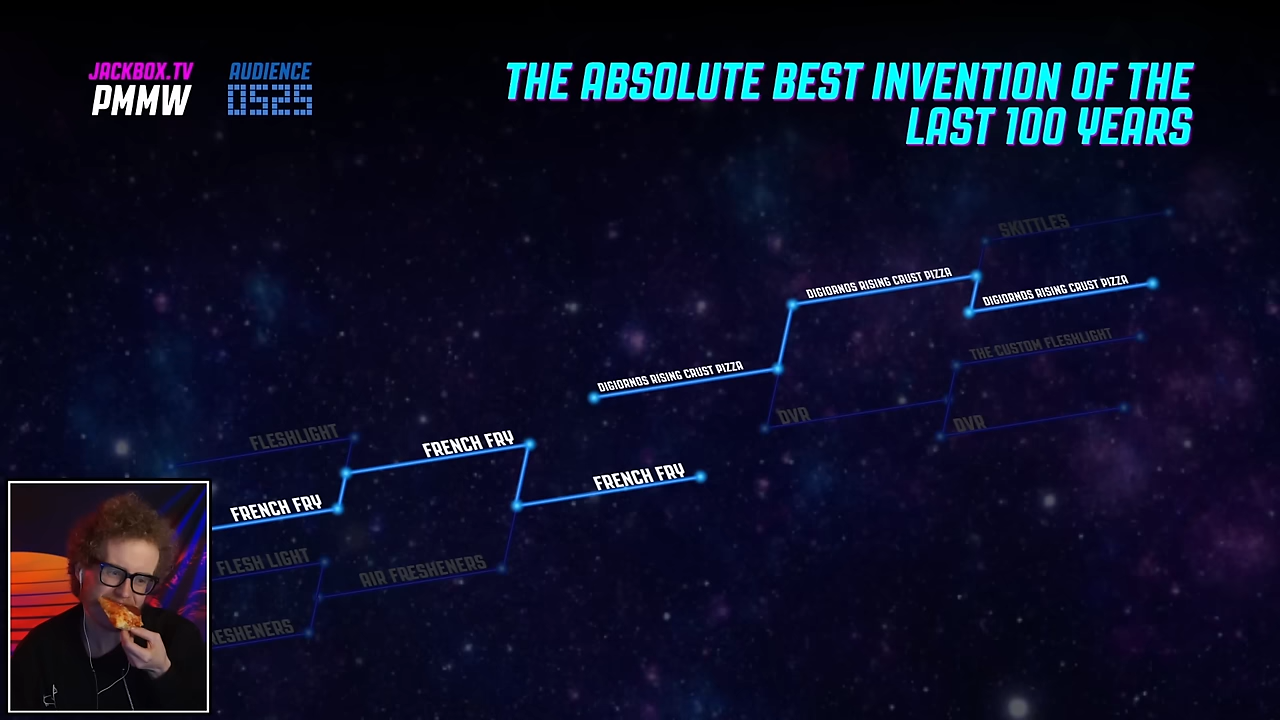 JACKBOX.TV
PMMW
AUDIENCE
0525
THE ABSOLUTE BEST INVENTION OF THE
LAST 100 YEARS
SKITTLES
DIGIORNOS RISING CRUST PIZZA
DIGIORNOS RISING CRUST PIZZA
THE CUSTOM FLESHLIGHT
DIGIORNOS RISING CRUST PIZZA
DVR
DVR
FLESHLIGHT
FRENCH FRY
FRENCH FRY
FRENCH FRY
FLESH LIGHT
AIR FRESHENERS
RESHENERS